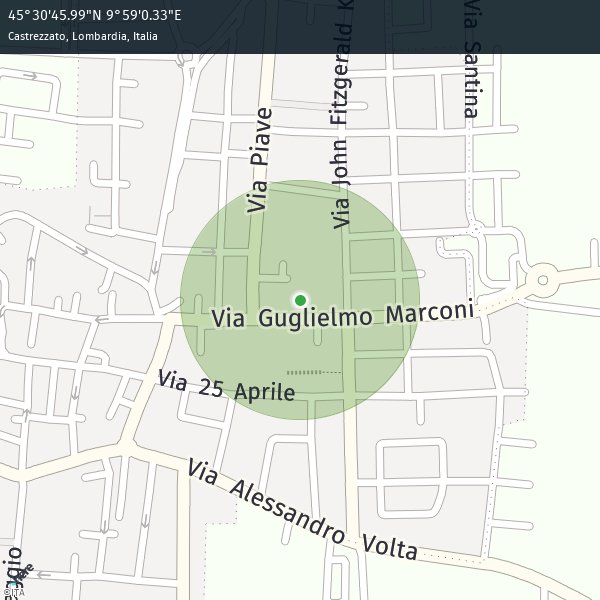 45°30'45.99"N 9°59'0.33"E
Castrezzato, Lombardia, Italia
Via Santina
Via John Fitzgerald K
Via Piave
Via Guglielmo Marconi
Via 25 Aprile
Via Alessandro Volta
ggio
©ITA